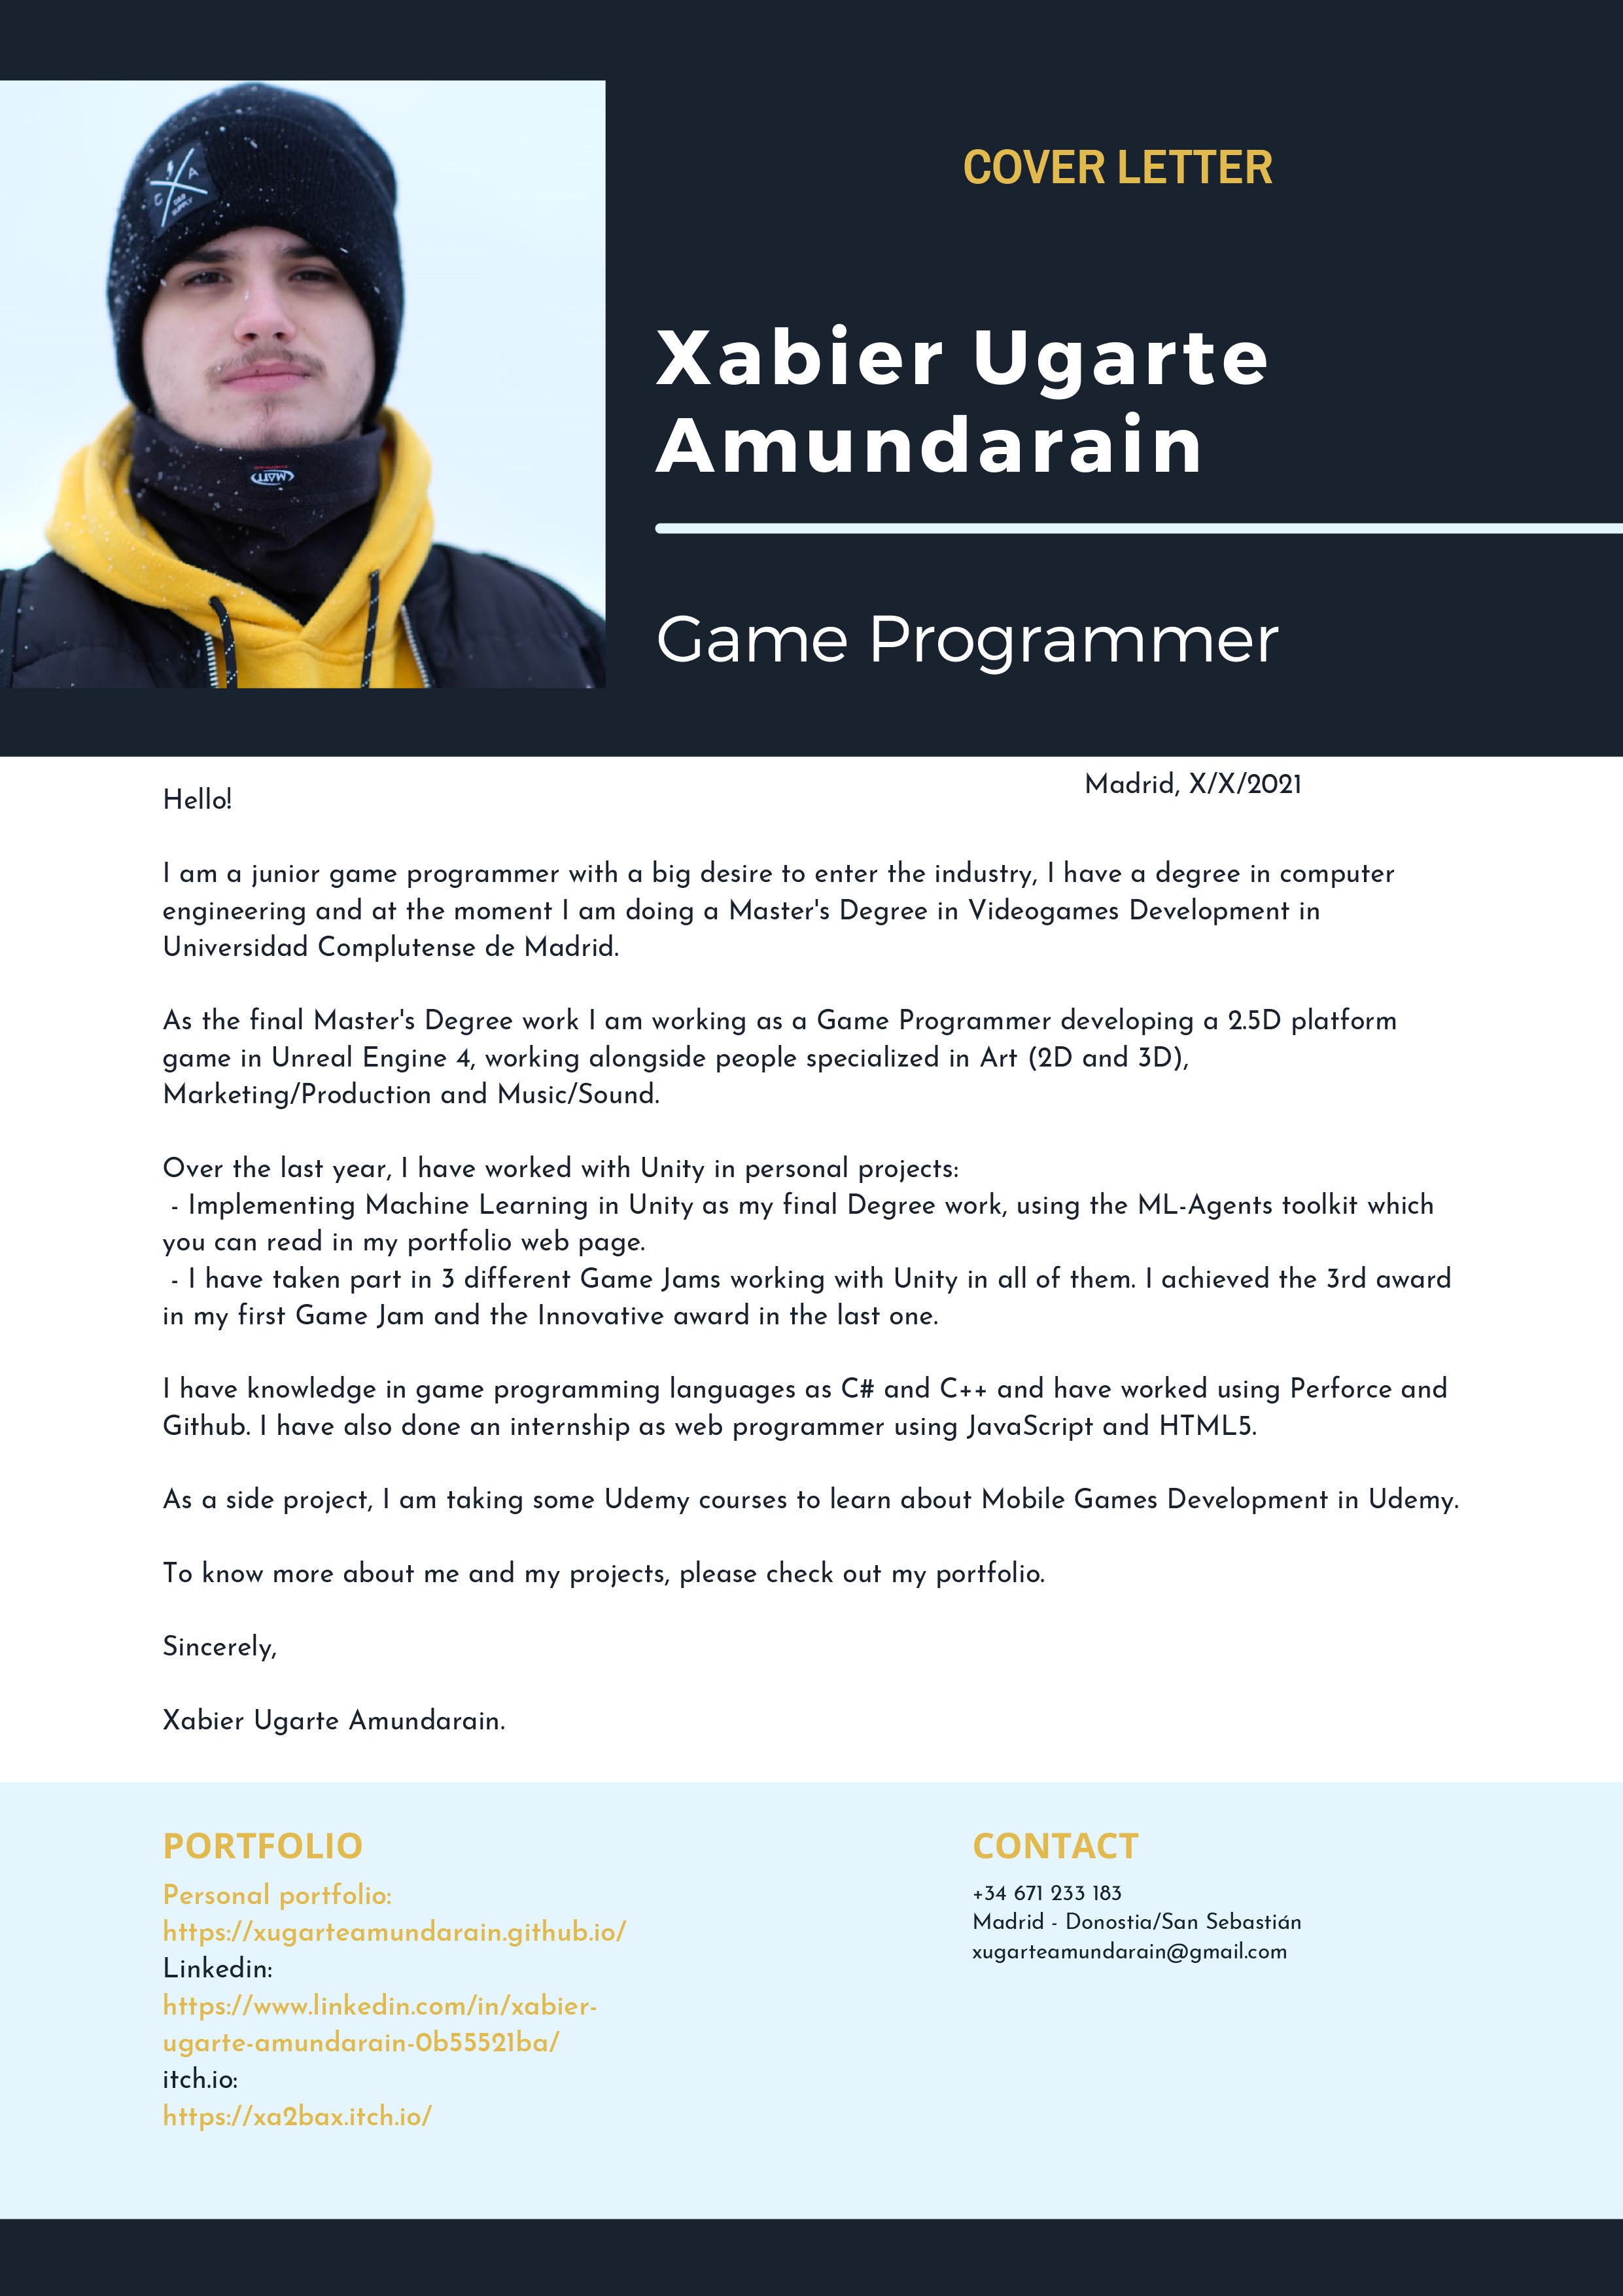 COVER LETTER
C A
DBD
SUPPLY
MATT
Xabier Ugarte
Amundarain
Game Programmer
Madrid, X/X/2021
Hello!
I am a junior game programmer with a big desire to enter the industry, I have a degree in computer
engineering and at the moment I am doing a Master's Degree in Videogames Development in
Universidad Complutense de Madrid.
As the final Master's Degree work I am working as a Game Programmer developing a 2.5D platform
game in Unreal Engine 4, working alongside people specialized in Art (2D and 3D),
Marketing/Production and Music/Sound.
Over the last year, I have worked with Unity in personal projects:
- Implementing Machine Learning in Unity as my final Degree work, using the ML-Agents toolkit which
you can read in my portfolio web page.
- I have taken part in 3 different Game Jams working with Unity in all of them. I achieved the 3rd award
in my first Game Jam and the Innovative award in the last one.
I have knowledge in game programming languages as C# and C++ and have worked using Perforce and
Github. I have also done an internship as web programmer using JavaScript and HTML5.
As a side project, I am taking some Udemy courses to learn about Mobile Games Development in Udemy.
To know more about me and my projects, please check out my portfolio.
Sincerely,
Xabier Ugarte Amundarain.
PORTFOLIO
Personal portfolio:
https://xugarteamundarain.github.io/
Linkedin:
https://www.linkedin.com/in/xabier-
ugarte-amundarain-0b55521ba/
itch.io:
https://xa2bax.itch.io/
CONTACT
+34 671 233 183
Madrid - Donostia/San Sebastián
xugarteamundarain@gmail.com